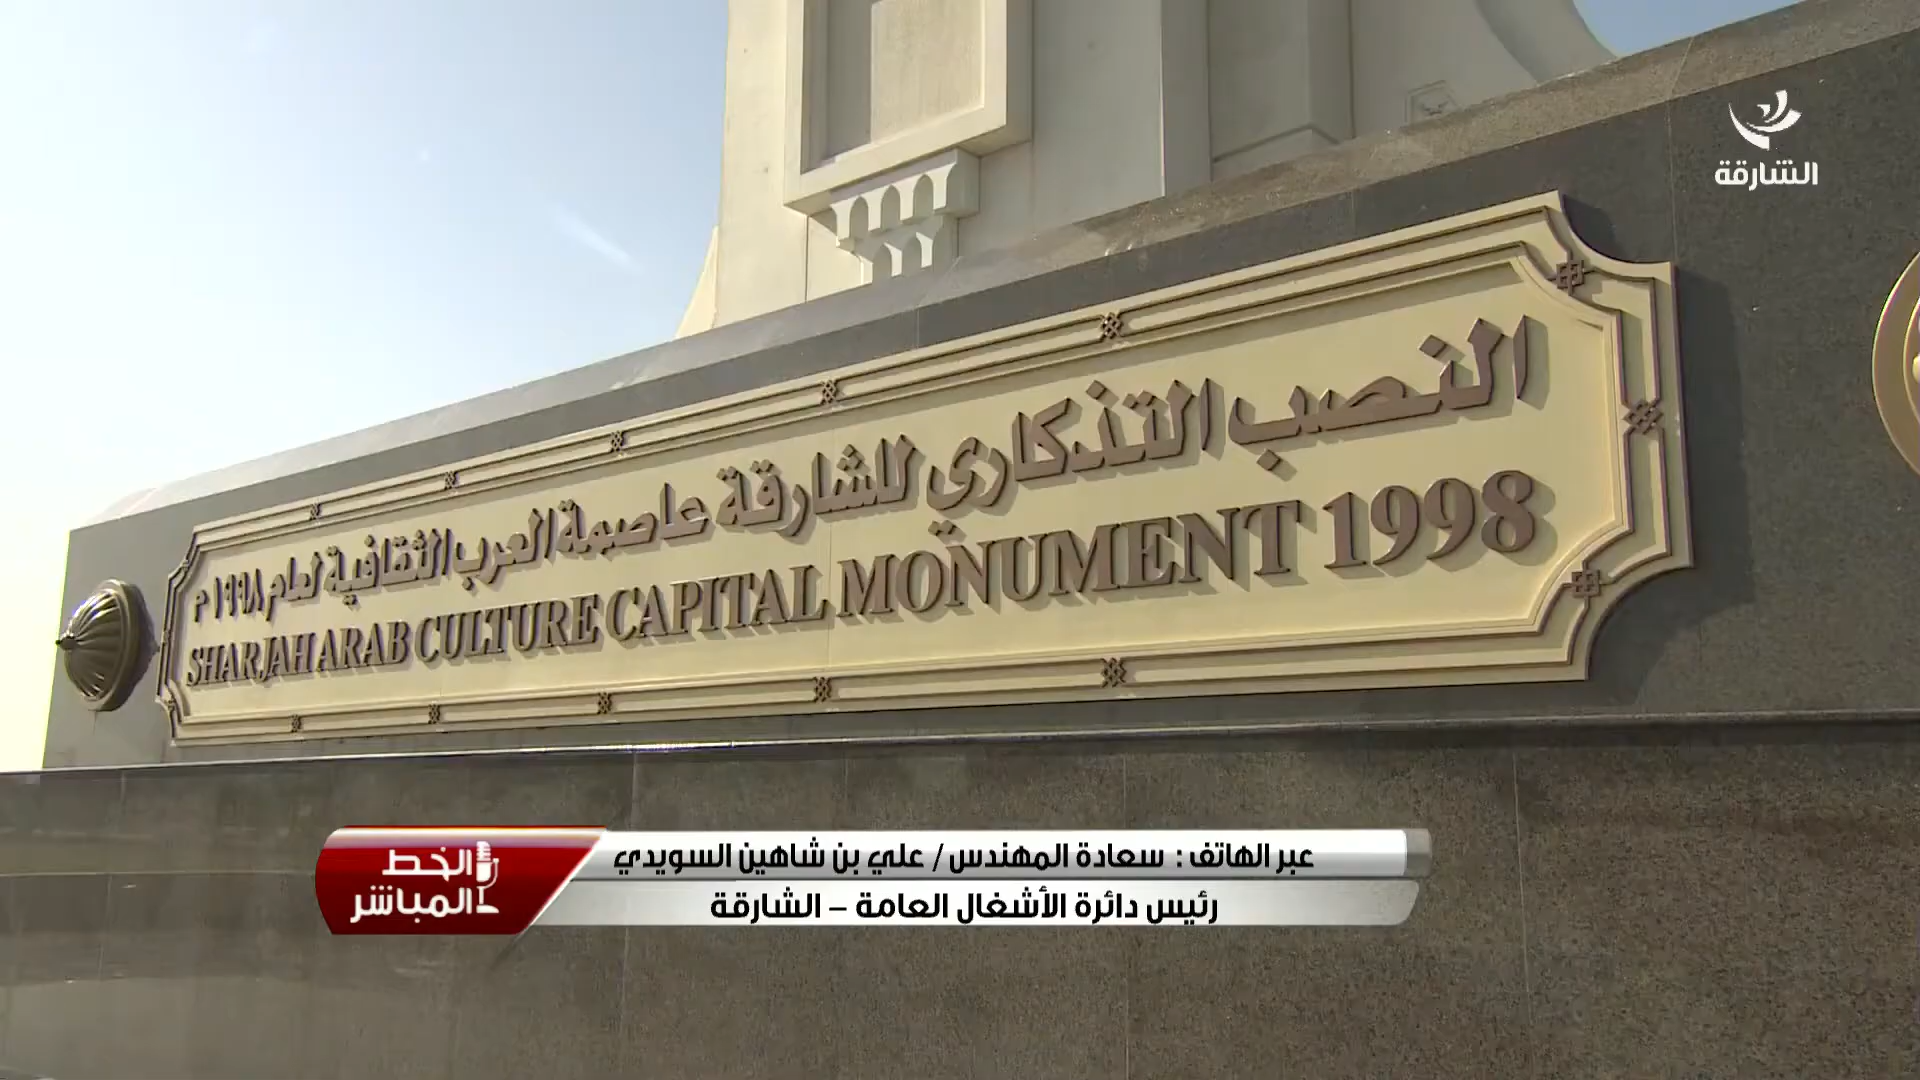 الشارقة
النصب التذكاري للشارقة عاصمة العرب الثقافية لعام ١٩٩٨م
SHARJAH ARAB CULTURE CAPITAL MONUMENT 1998
الخط
المباشر
عبر الهاتف : سعادة المهندس / علي بن شاهين السويدي
رئيس دائرة الأشغال العامة – الشارقة